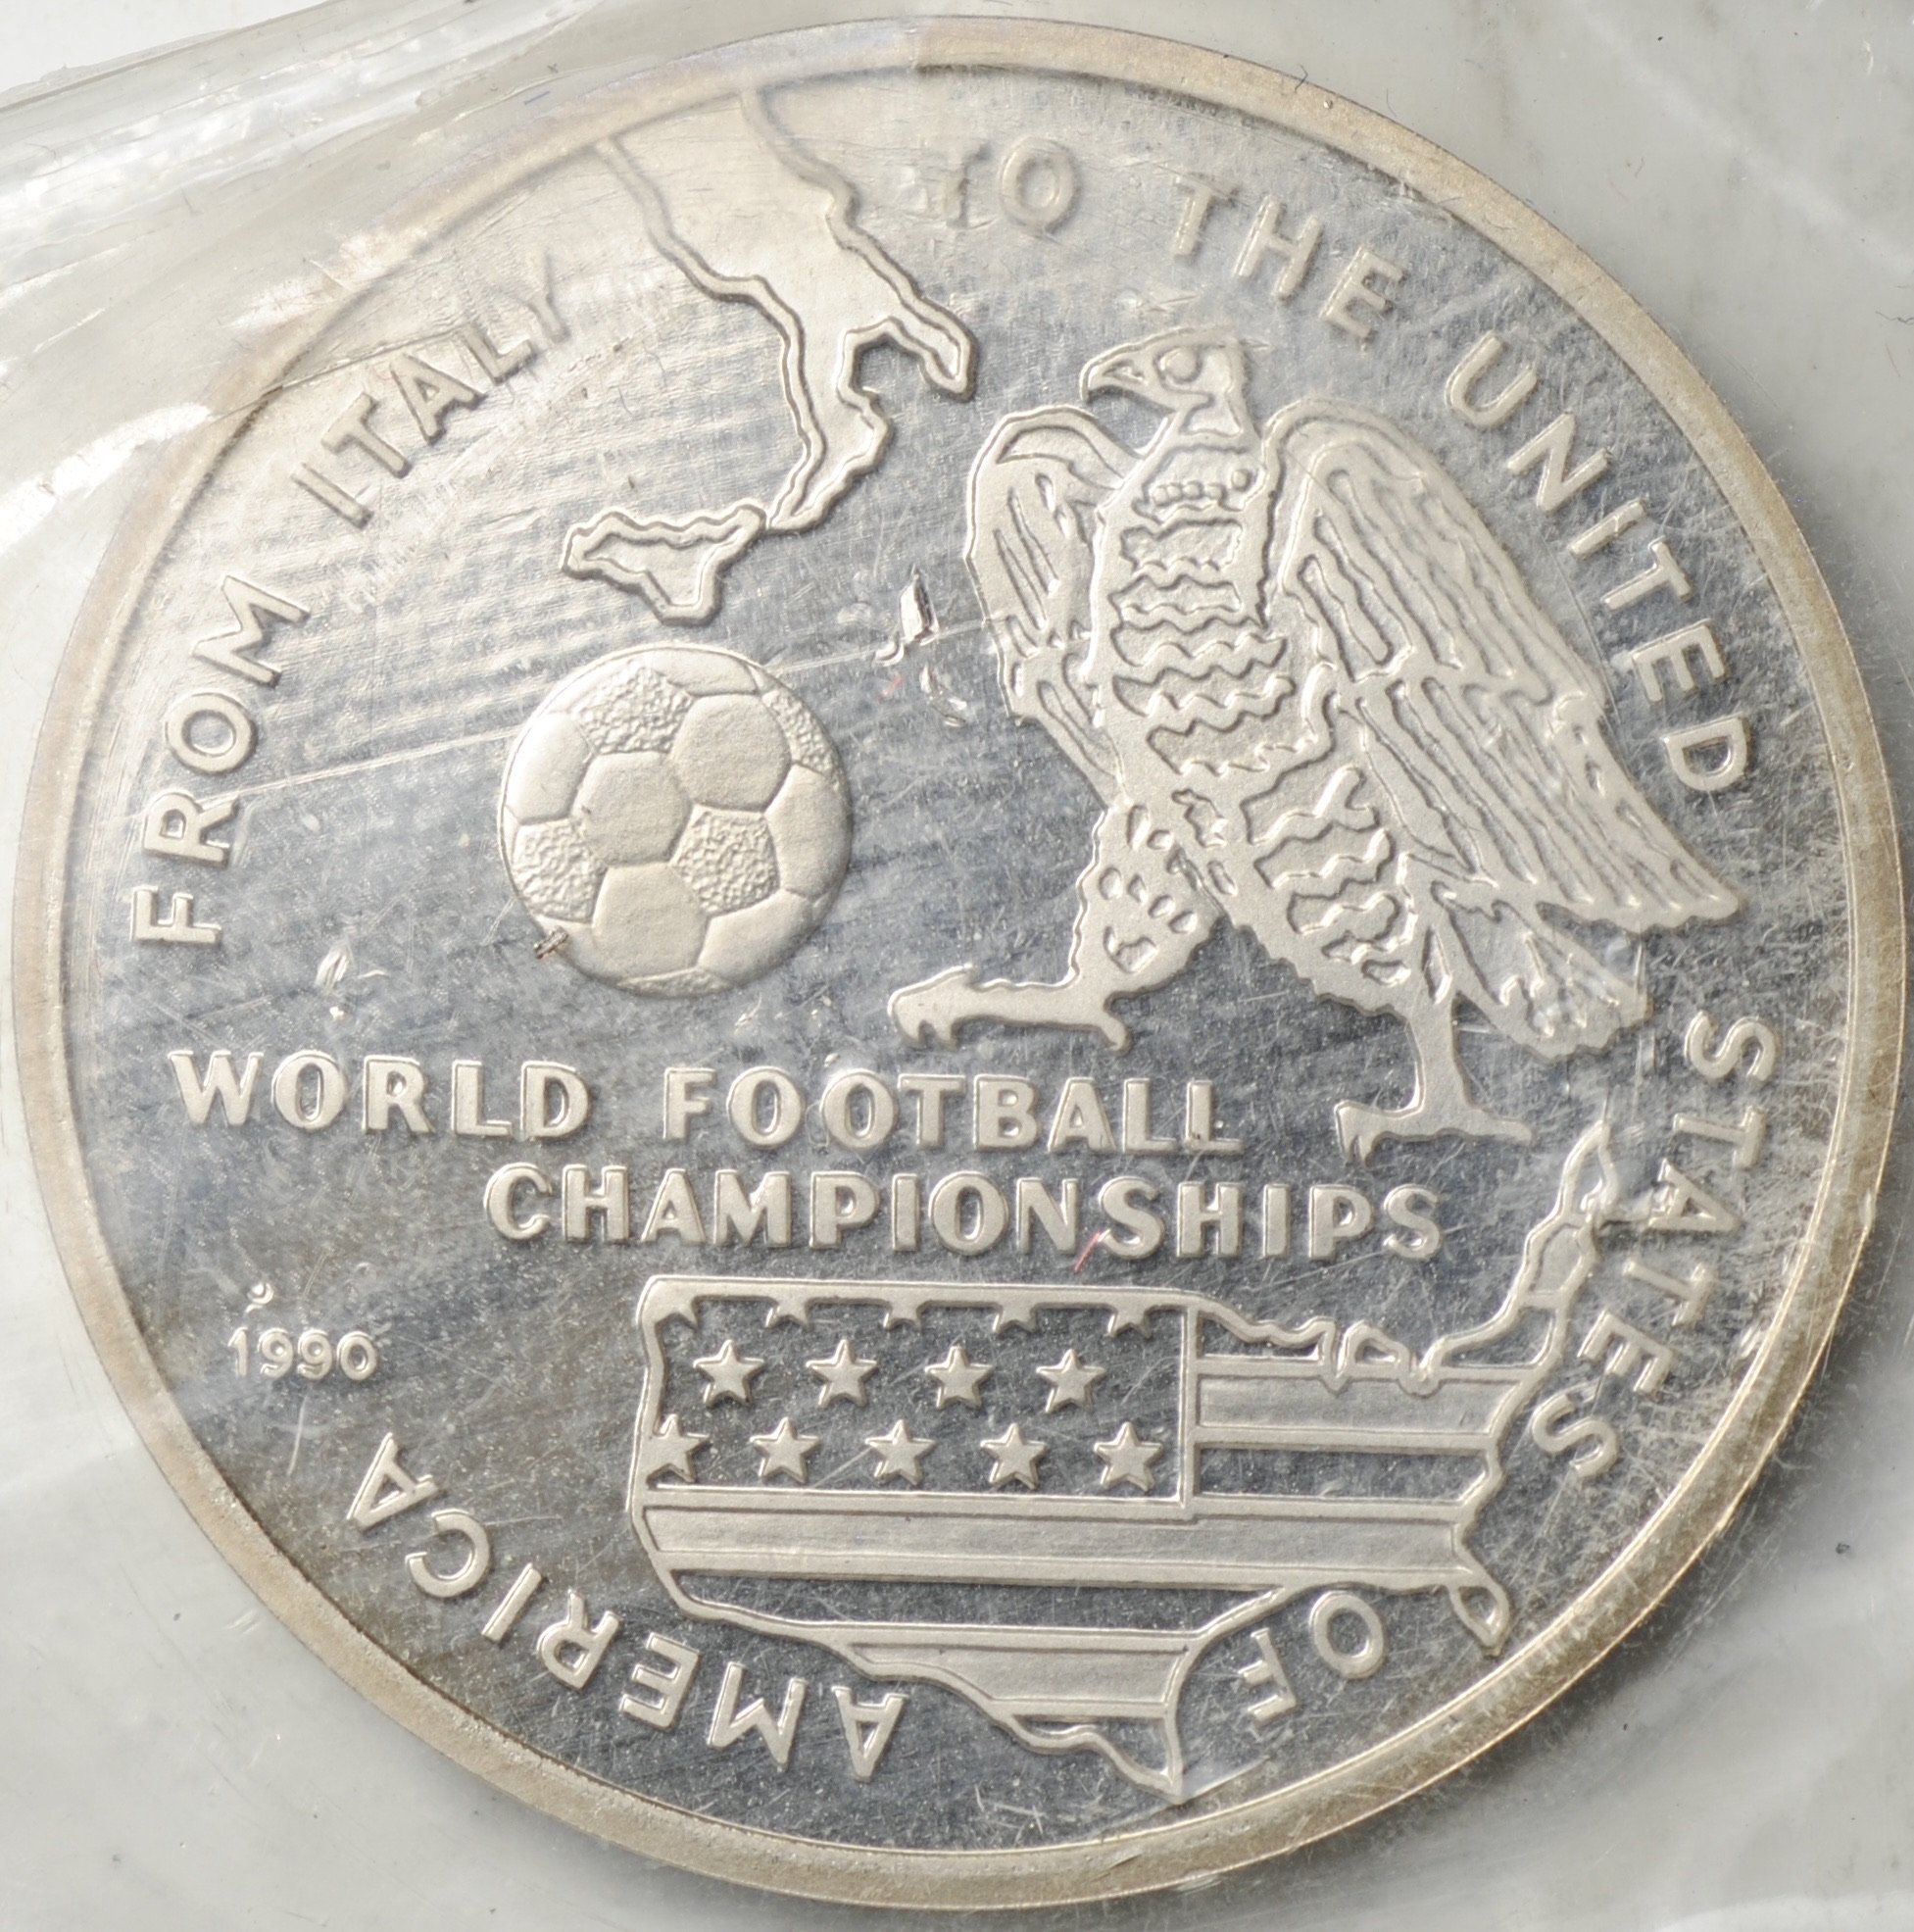 FROM ITALY TO THE UNITED STATES OF AMERICA
WORLD FOOTBALL
CHAMPIONSHIPS
1990